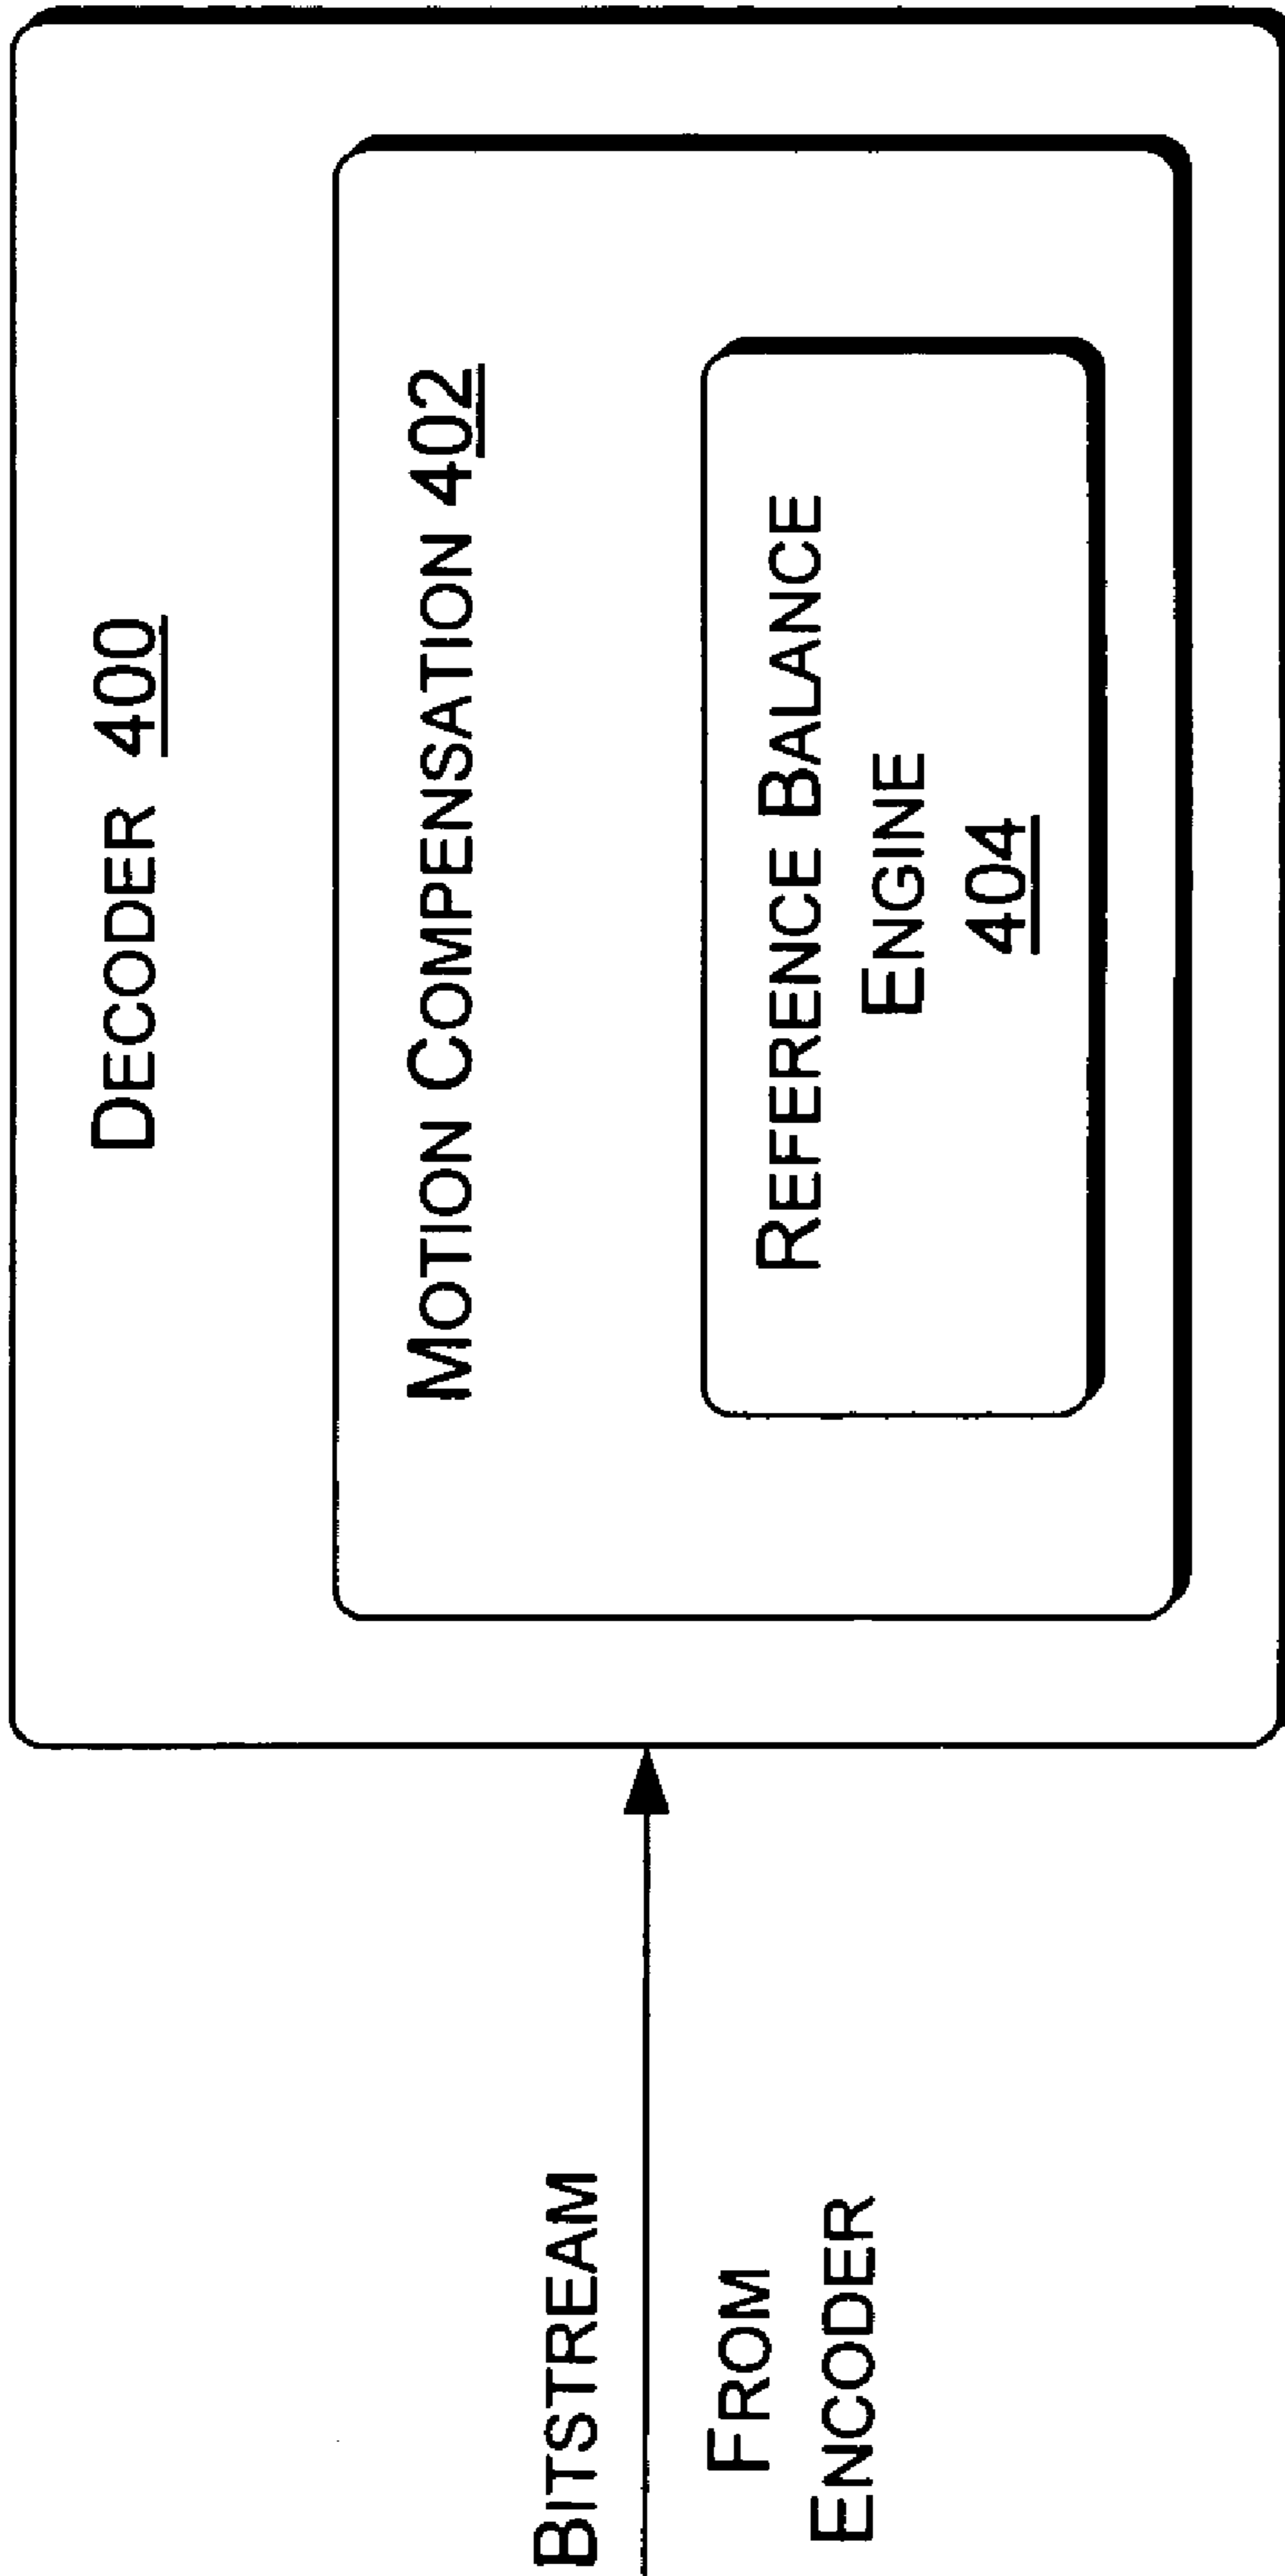 DECODER 400
MOTION COMPENSATION 402
REFERENCE BALANCE
ENGINE
404
BITSTREAM
FROM
ENCODER